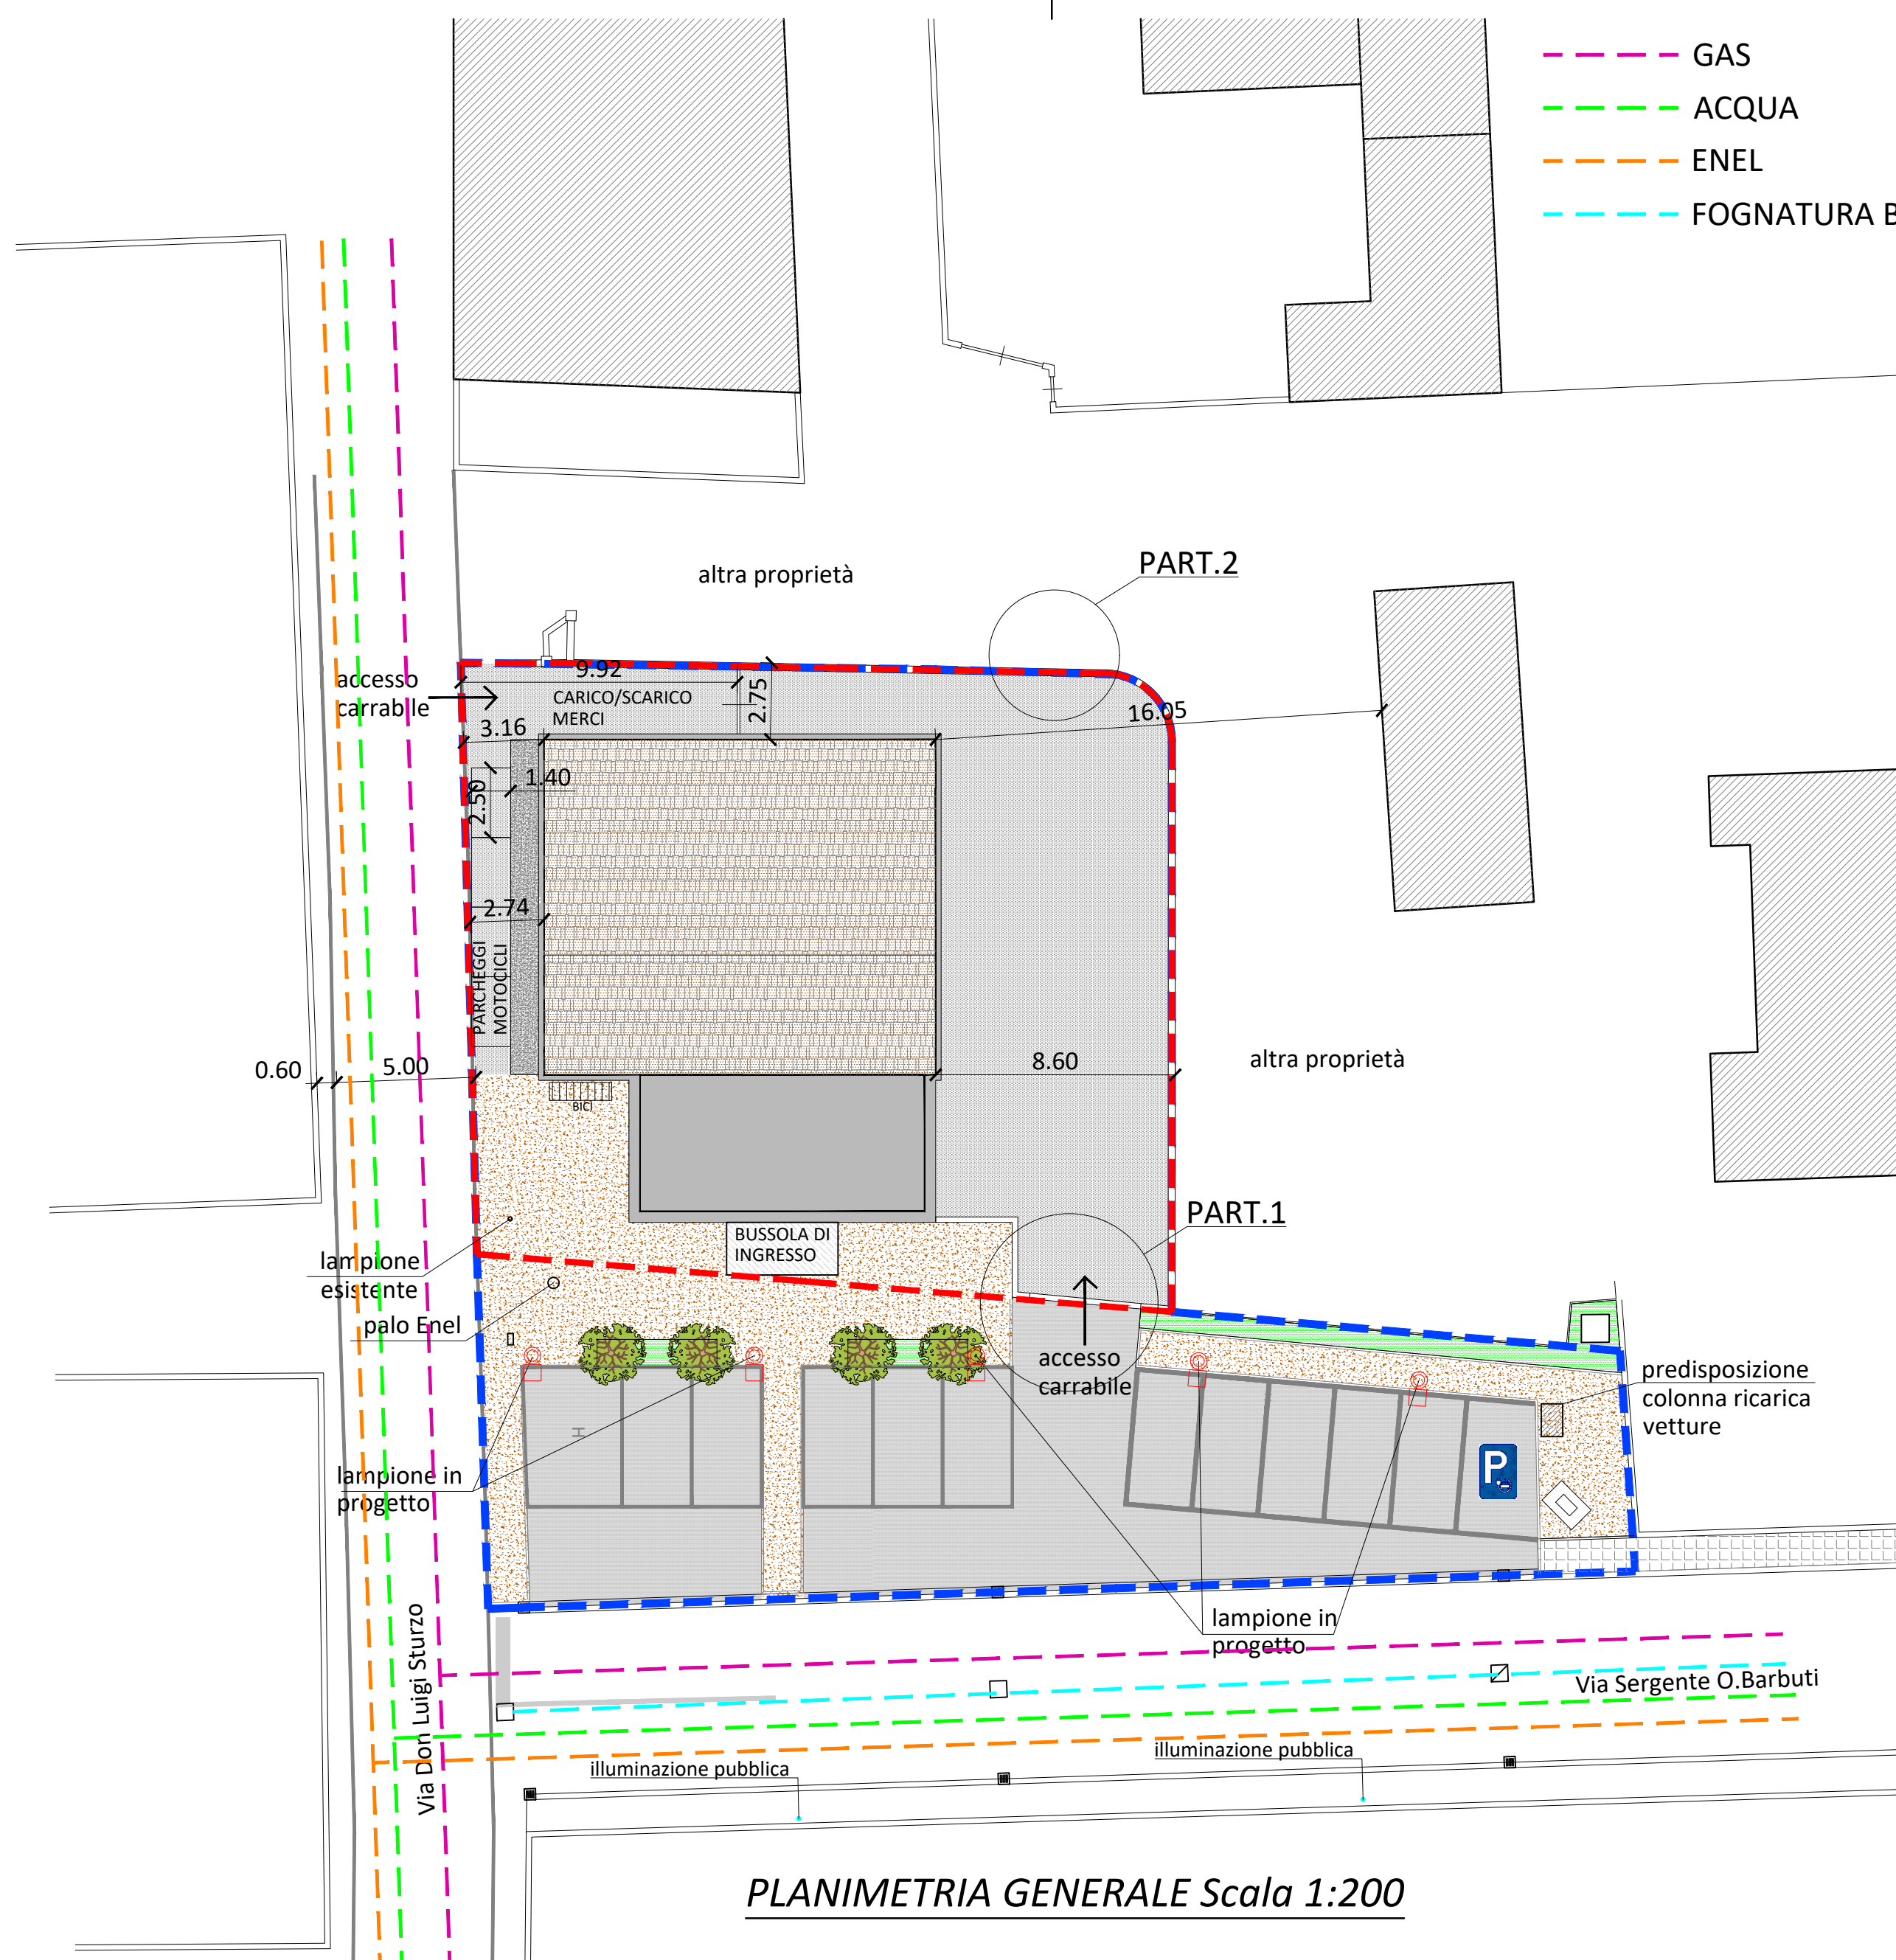 GAS
ACQUA
ENEL
FOGNATURA B
PART.2
altra proprietà
accesso
carrabile
9.92
CARICO/SCARICO
MERCI
2.75
16.05
3.16
1.40
2.50
2.74
PARCHEGGI
MOTOCICLI
0.60
5.00
8.60
altra proprietà
BICI
PART.1
BUSSOLA DI
INGRESSO
lampione
esistente
palo Enel
accesso
carrabile
predisposizione
colonna ricarica
vetture
H
P
lampione in
progetto
lampione in
progetto
Via Don Luigi Sturzo
Via Sergente O.Barbuti
illuminazione pubblica
illuminazione pubblica
PLANIMETRIA GENERALE Scala 1:200